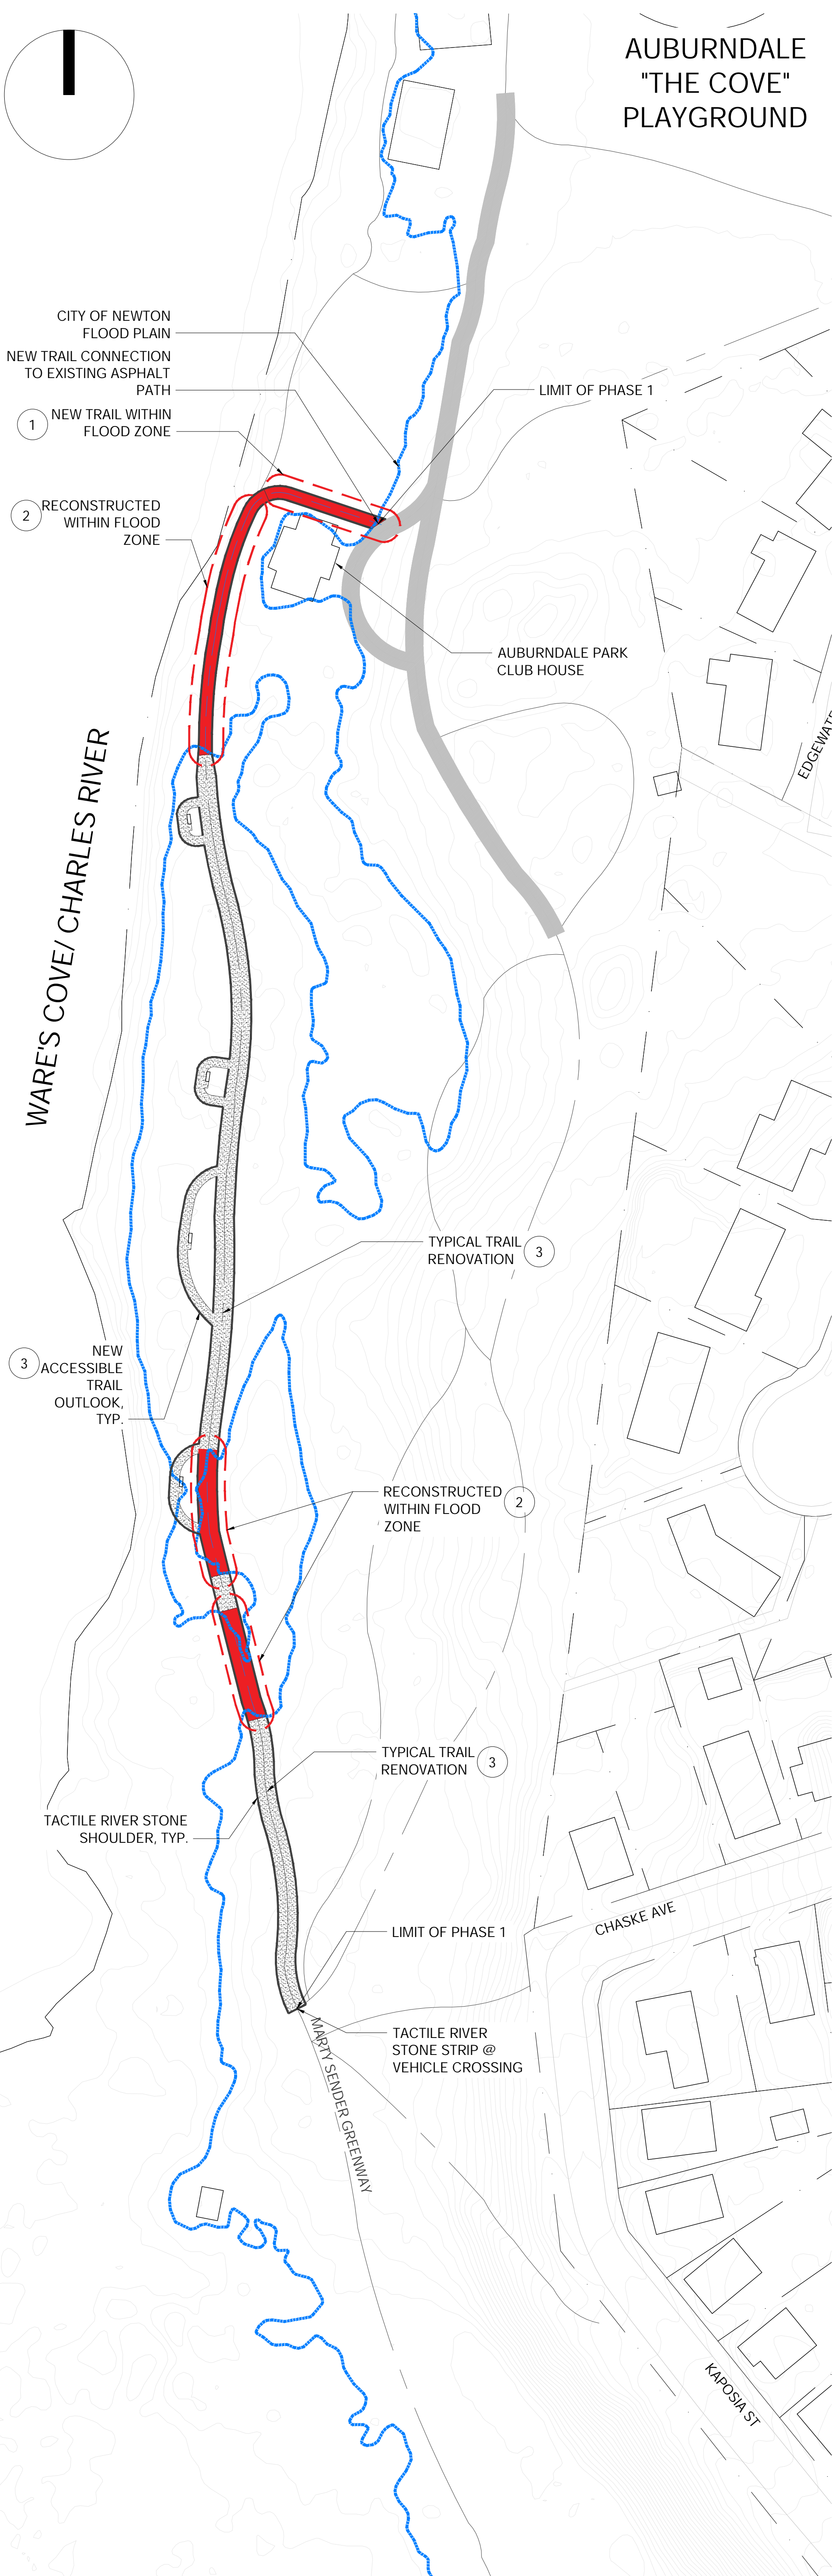 AUBURNDALE
"THE COVE"
PLAYGROUND
CITY OF NEWTON
FLOOD PLAIN
NEW TRAIL CONNECTION
TO EXISTING ASPHALT
PATH
LIMIT OF PHASE 1
1 NEW TRAIL WITHIN
FLOOD ZONE
2 RECONSTRUCTED
WITHIN FLOOD
ZONE
AUBURNDALE PARK
CLUB HOUSE
EDGEWATE
WARE'S COVE/ CHARLES RIVER
TYPICAL TRAIL
RENOVATION 3
3 NEW
ACCESSIBLE
TRAIL
OUTLOOK,
TYP.
RECONSTRUCTED
WITHIN FLOOD 2
ZONE
TYPICAL TRAIL
RENOVATION 3
TACTILE RIVER STONE
SHOULDER, TYP.
CHASKE AVE
LIMIT OF PHASE 1
TACTILE RIVER
STONE STRIP @
VEHICLE CROSSING
MARTY SENDER GREENWAY
KAPOSIA ST